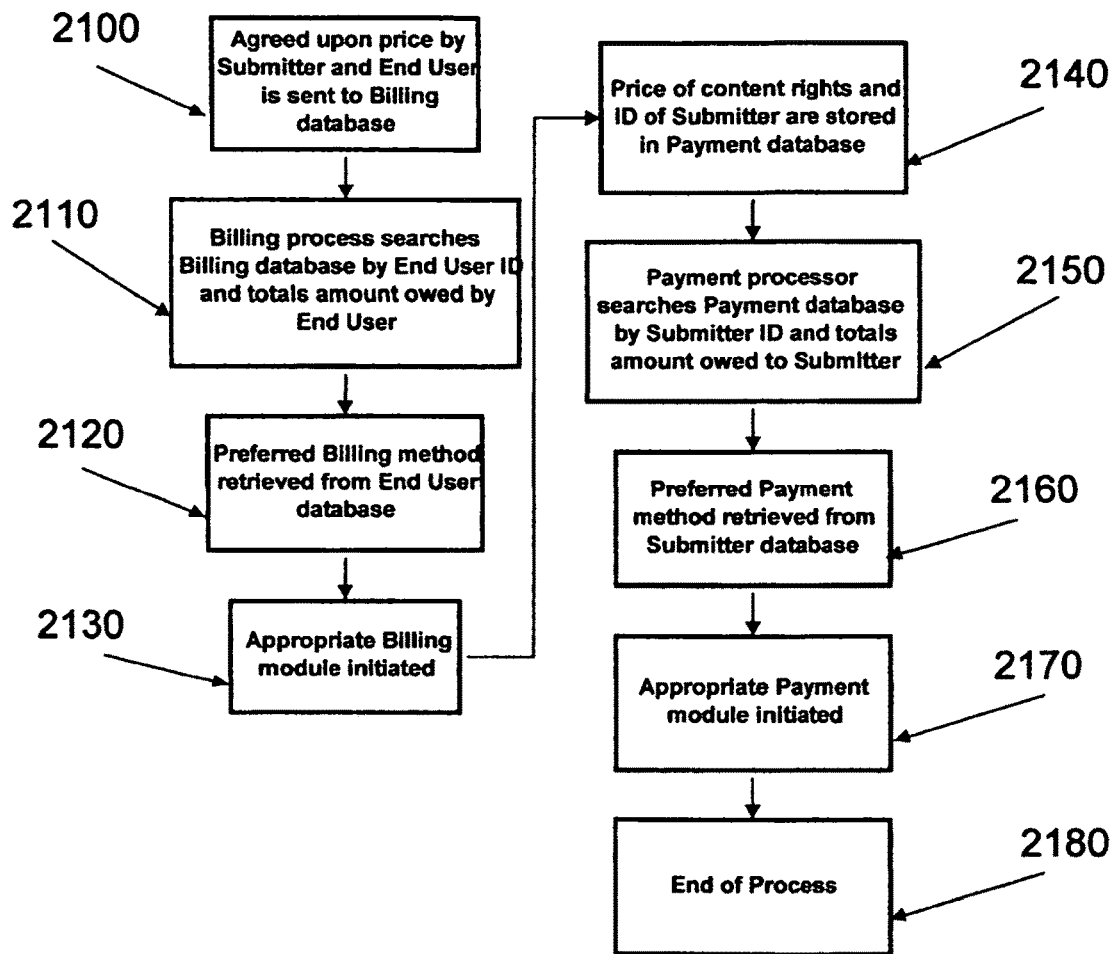 2100
Agreed upon price by
Submitter and End User
is sent to Billing
database
2110
Billing process searches
Billing database by End User ID
and totals amount owed by
End User
2120
Preferred Billing method
retrieved from End User
database
2130
Appropriate Billing
module initiated
2140
Price of content rights and
ID of Submitter are stored
in Payment database
2150
Payment processor
searches Payment database
by Submitter ID and totals
amount owed to Submitter
2160
Preferred Payment
method retrieved from
Submitter database
2170
Appropriate Payment
module initiated
2180
End of Process